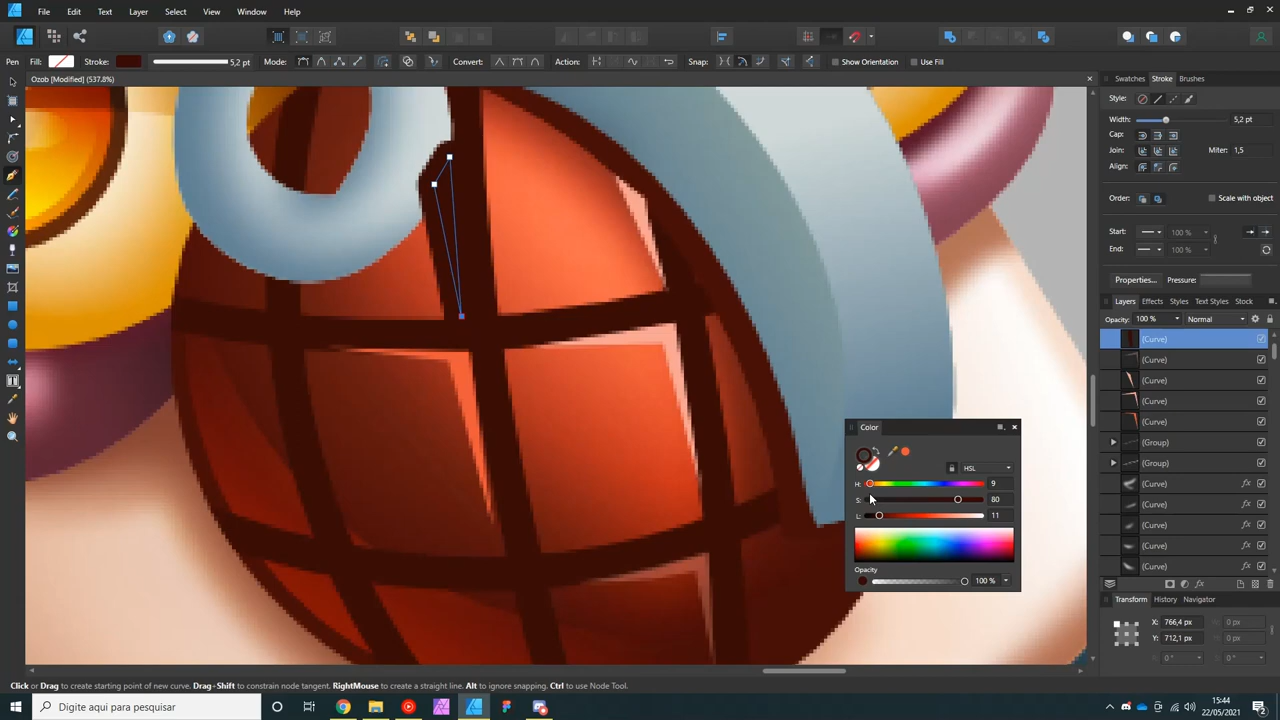 File Edit Text Layer Select View Window Help
Pen Fill: Stroke: 5,2 pt Mode: Convert: Action: Snap: Show Orientation Use Fill
Ozob [Modified] (537.8%)
Swatches Stroke Brushes
Style:
Width: 5,2 pt
Cap:
Join: Miter: 1,5
Align:
Order: Scale with object
Start: 100 %
End: 100 %
Properties... Pressure:
Layers Effects Styles Text Styles Stock
Opacity: 100 % Normal
(Curve)
(Curve)
(Curve)
(Curve)
(Curve)
(Group)
(Group)
(Curve)
(Curve) fx
(Curve)
(Curve) fx
(Curve) fx
Color
HSL
H: 9
S: 80
L: 11
Opacity
100 %
Transform History Navigator
X: 766,4 px 0 px
Y: 712,1 px 0 px
0 ° 0 °
Click or Drag to create starting point of new curve. Drag+Shift to constrain node tangent. RightMouse to create a straight line. Alt to ignore snapping. Ctrl to use Node Tool.
Digite aqui para pesquisar
15:44
22/05/2021
2